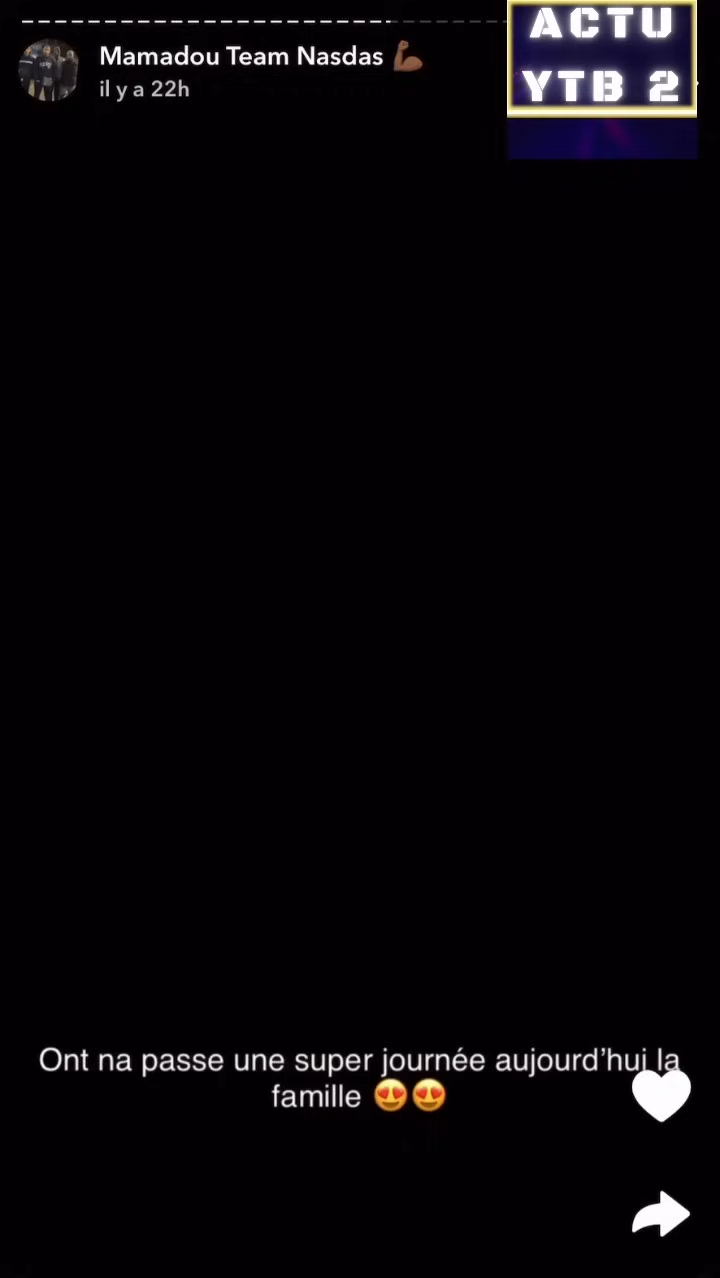 ACTU
YTB 2
Mamadou Team Nasdas 💪🏾
il y a 22h
Ont na passe une super journée aujourd’hui la
famille 😍😍